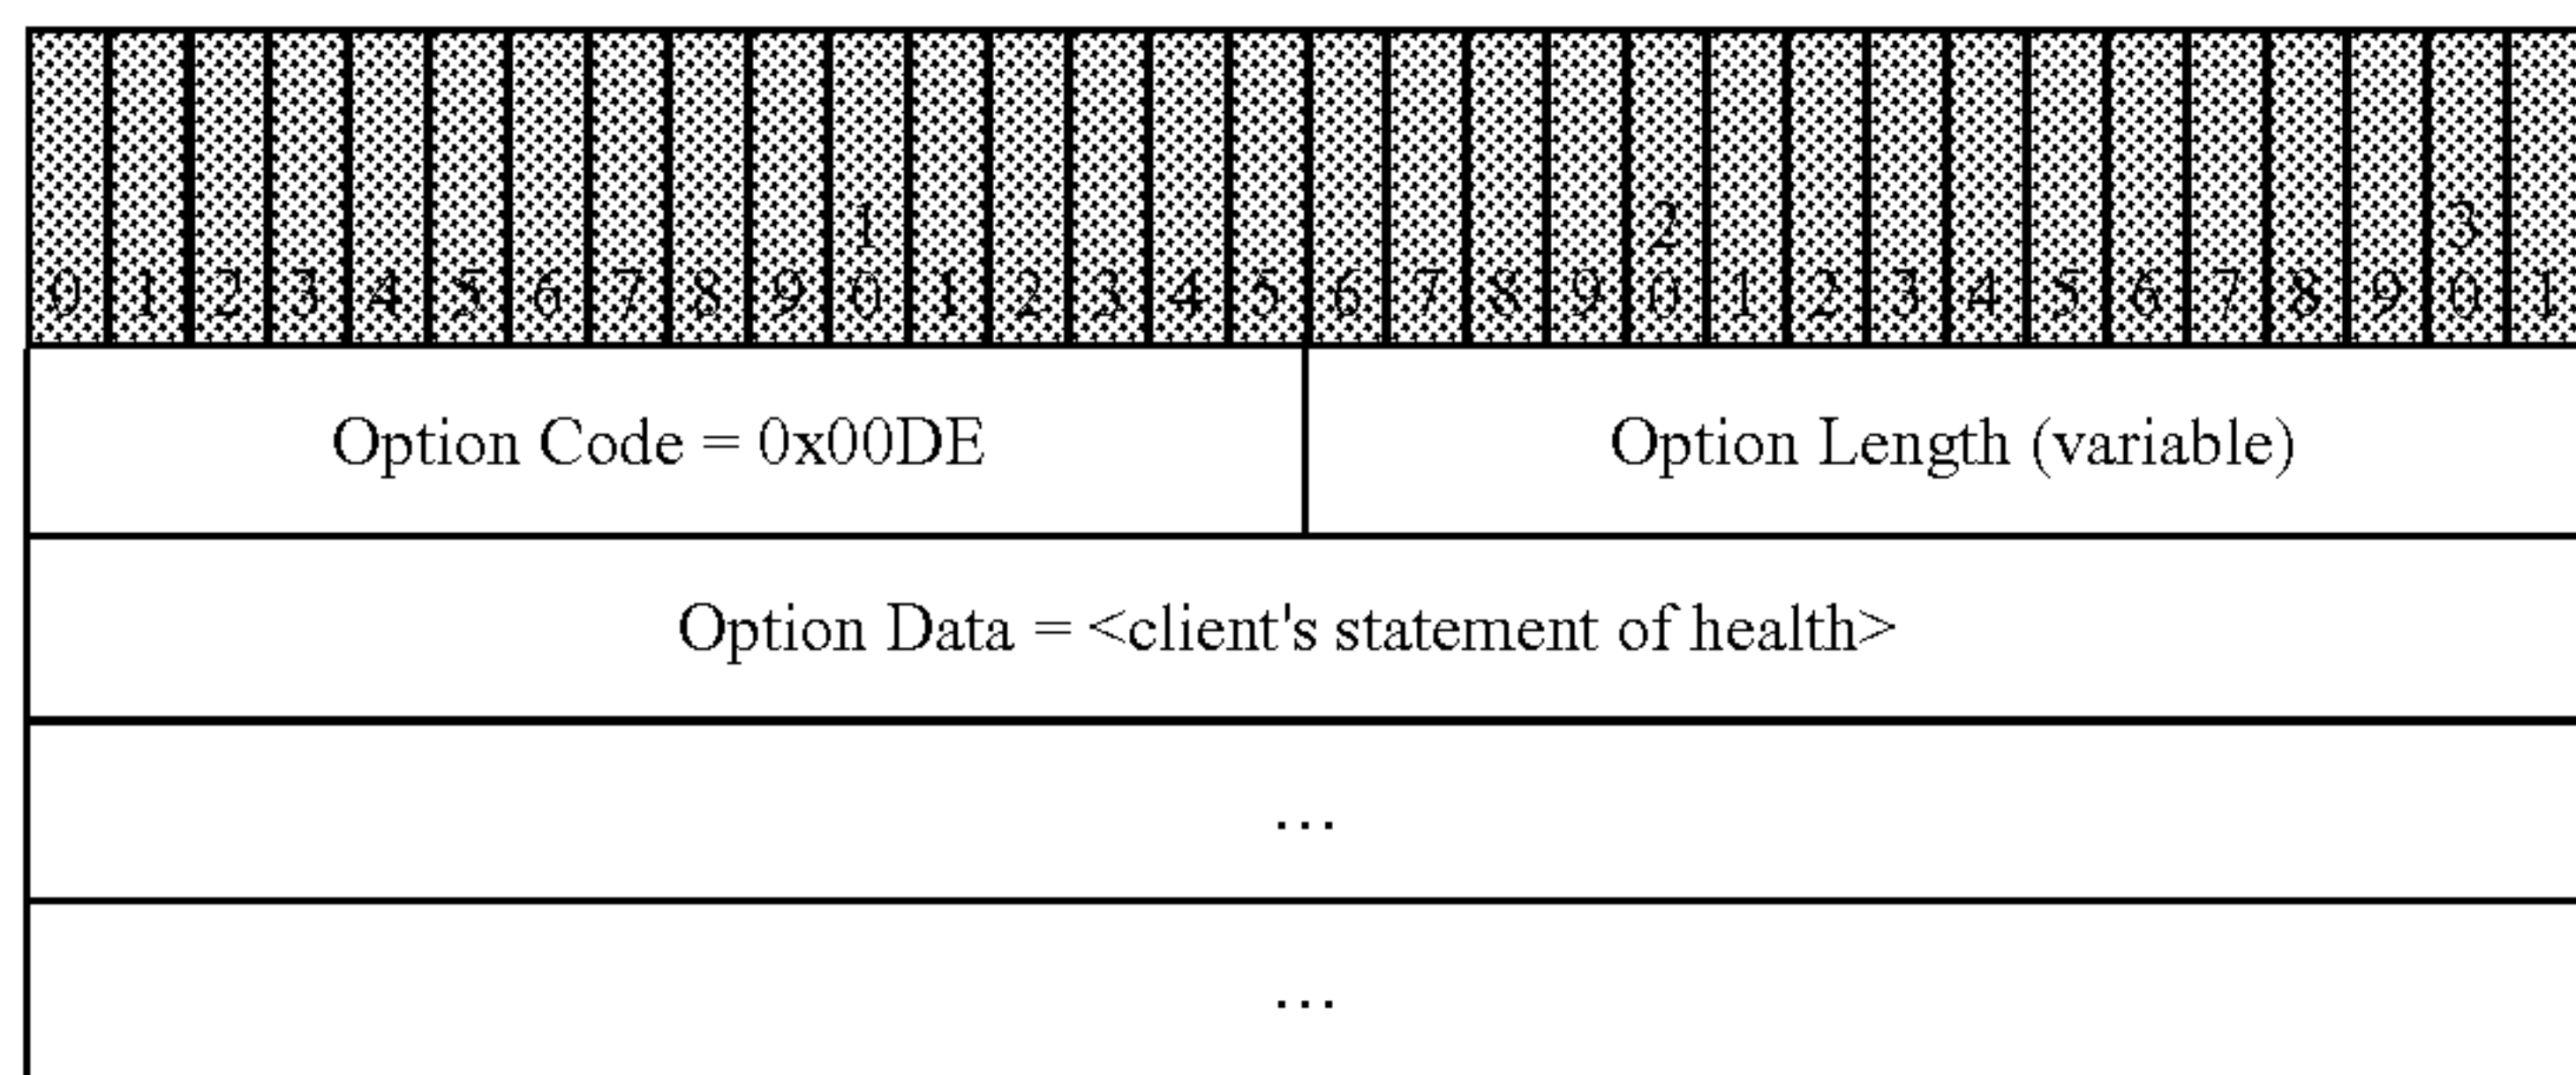 1 2 3
0 1 2 3 4 5 6 7 8 9 0 1 2 3 4 5 6 7 8 9 0 1 2 3 4 5 6 7 8 9 0 1
Option Code = 0x00DE Option Length (variable)
Option Data = <client's statement of health>
...
...